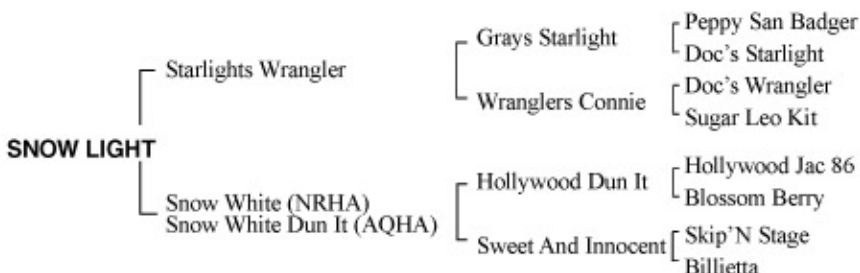 Peppy San Badger
Grays Starlight
Doc's Starlight
Starlights Wrangler
Doc's Wrangler
Wranglers Connie
Sugar Leo Kit
SNOW LIGHT
Hollywood Jac 86
Hollywood Dun It
Blossom Berry
Snow White (NRHA)
Snow White Dun It (AQHA)
Skip'N Stage
Sweet And Innocent
Billietta